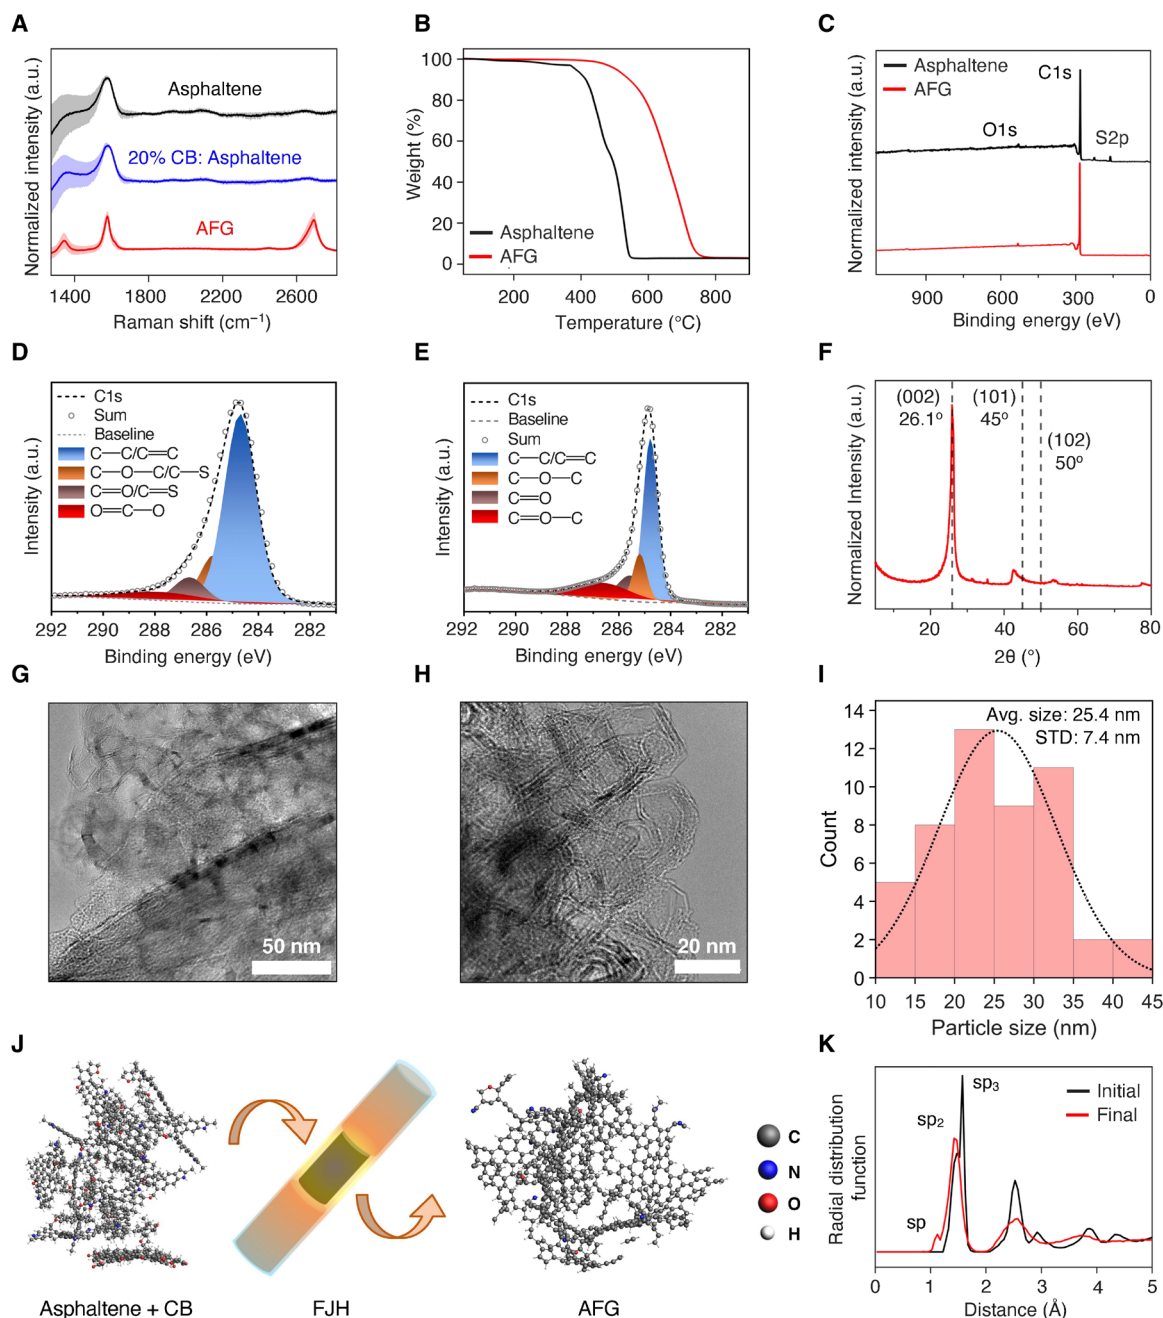 A
Normalized intensity (a.u.)
Asphaltene
20% CB: Asphaltene
AFG
1400 1800 2200 2600
Raman shift (cm⁻¹)
B
Weight (%)
100
80
60
40
20
0
Asphaltene
AFG
200 400 600 800
Temperature (°C)
C
Normalized intensity (a.u.)
Asphaltene
AFG
C1s
O1s
S2p
900 600 300 0
Binding energy (eV)
D
Intensity (a.u.)
C1s
Sum
Baseline
C—C/C=C
C—O—C/C—S
C=O/C=S
O=C—O
292 290 288 286 284 282
Binding energy (eV)
E
Intensity (a.u.)
C1s
Baseline
Sum
C—C/C=C
C—O—C
C=O
C=O—C
292 290 288 286 284 282
Binding energy (eV)
F
Normalized Intensity (a.u.)
(002)
26.1º
(101)
45º
(102)
50º
20 40 60 80
2θ (°)
G
50 nm
H
20 nm
I
Count
14
12
10
8
6
4
2
0
Avg. size: 25.4 nm
STD: 7.4 nm
10 15 20 25 30 35 40 45
Particle size (nm)
J
Asphaltene + CB
FJH
AFG
C
N
O
H
K
Radial distribution
function
sp₃
sp₂
sp
Initial
Final
0 1 2 3 4 5
Distance (Å)